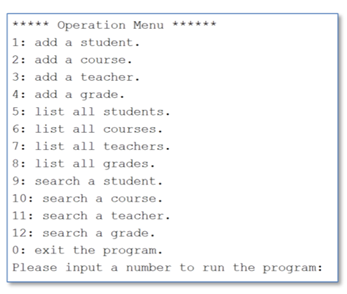 ***** Operation Menu ******
1: add a student.
2: add a course.
3: add a teacher.
4: add a grade.
5: list all students.
6: list all courses.
7: list all teachers.
8: list all grades.
9: search a student.
10: search a course.
11: search a teacher.
12: search a grade.
0: exit the program.
Please input a number to run the program: